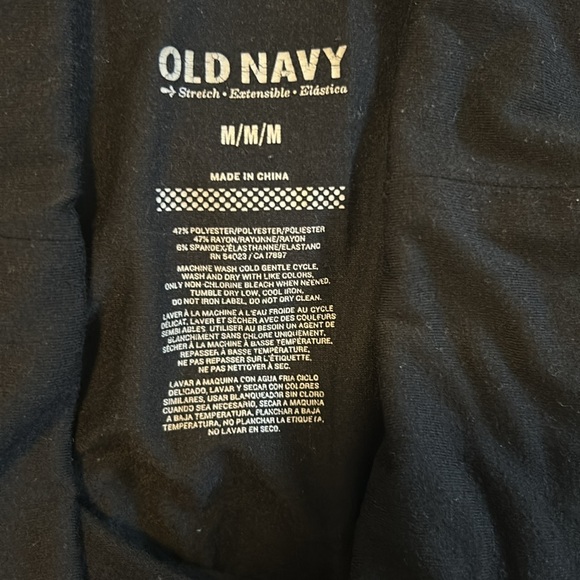 OLD NAVY
Stretch • Extensible • Elástica
M/M/M
MADE IN CHINA
47% POLYESTER/POLYESTER/POLIESTER
47% RAYON/RAYONNE/RAYON
6% SPANDEX/ÉLASTHANNE/ELASTANO
RN 54023 / CA 17897
MACHINE WASH COLD GENTLE CYCLE,
WASH AND DRY WITH LIKE COLORS,
ONLY NON-CHLORINE BLEACH WHEN NEEDED,
TUMBLE DRY LOW, COOL IRON,
DO NOT IRON LABEL, DO NOT DRY CLEAN.
LAVER À LA MACHINE À L'EAU FROIDE AU CYCLE
DÉLICAT, LAVER ET SÉCHER AVEC DES COULEURS
SEMBLABLES. UTILISER AU BESOIN UN AGENT DE
BLANCHIMENT SANS CHLORE UNIQUEMENT.
SÉCHER À LA MACHINE À BASSE TEMPÉRATURE,
REPASSER À BASSE TEMPÉRATURE,
NE PAS REPASSER SUR L'ÉTIQUETTE,
NE PAS NETTOYER À SEC.
LAVAR A MAQUINA CON AGUA FRIA CICLO
DELICADO, LAVAR Y SECAR CON COLORES
SIMILARES, USAR BLANQUEADOR SIN CLORO
CUANDO SEA NECESARIO, SECAR A MAQUINA
A BAJA TEMPERATURA, PLANCHAR A BAJA
TEMPERATURA, NO PLANCHAR LA ETIQUETA,
NO LAVAR EN SECO.